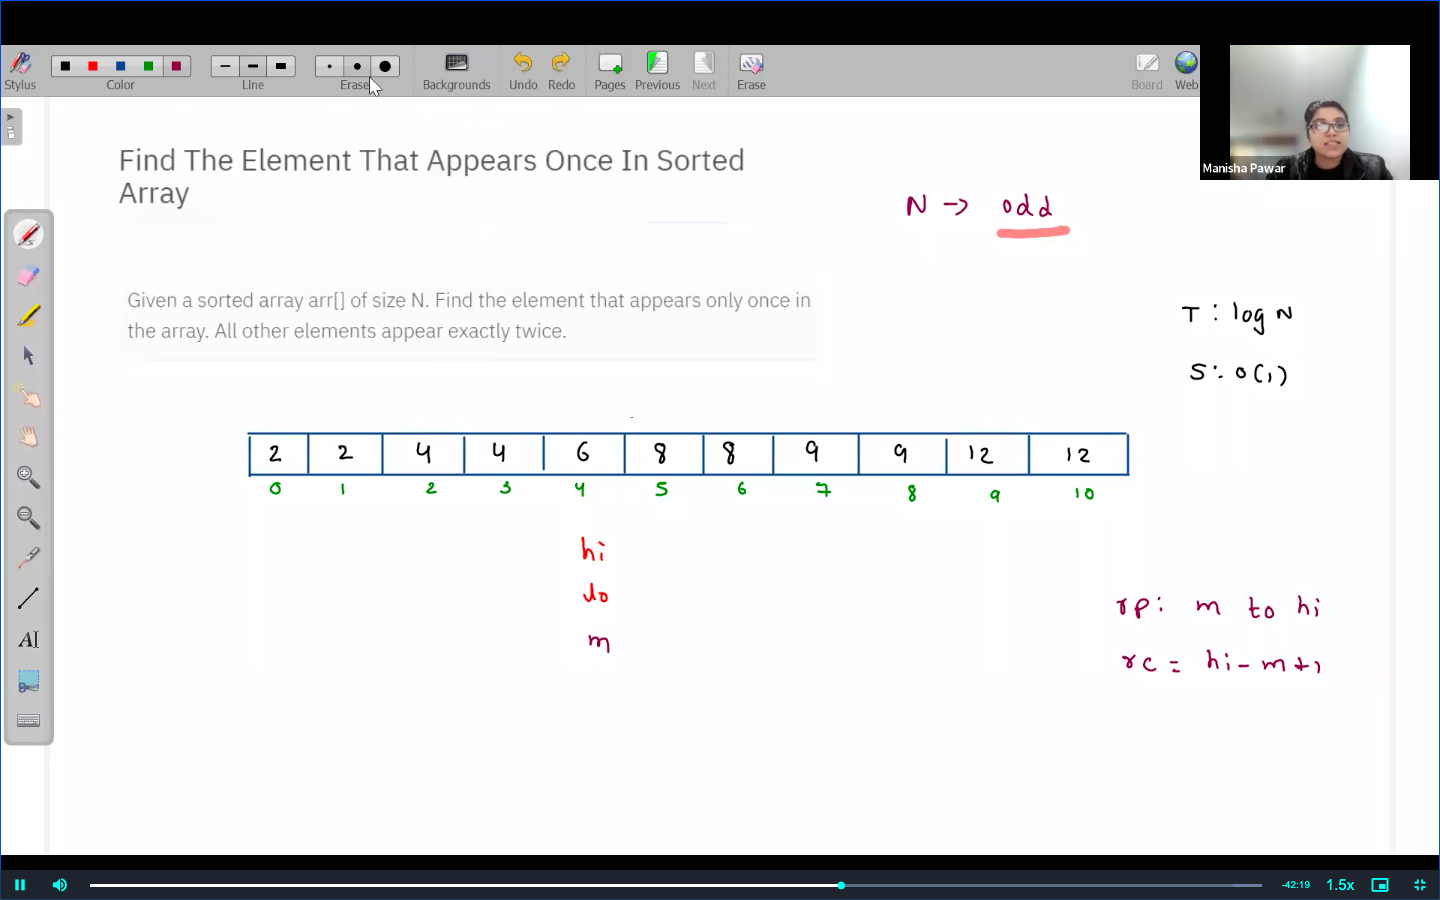 Stylus
Color
Line
Erase
Backgrounds
Undo
Redo
Pages
Previous
Next
Erase
Board
Web
Manisha Pawar
Find The Element That Appears Once In Sorted
Array
N → odd
Given a sorted array arr[] of size N. Find the element that appears only once in
the array. All other elements appear exactly twice.
T : log N
S : O(1)
2 2 4 4 6 8 8 9 9 12 12
0 1 2 3 4 5 6 7 8 9 10
hi
lo
m
rp: m to hi
rc = hi - m + 1
AI
-42:19
1.5x